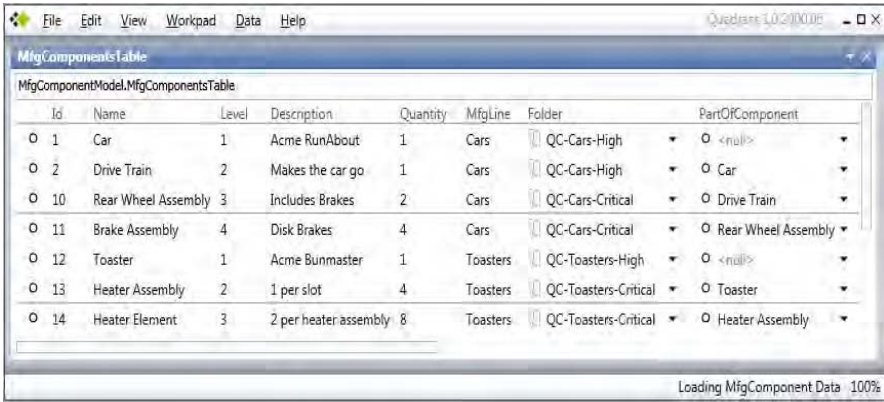 File Edit View Workpad Data Help
MfgComponentsTable
MfgComponentModel.MfgComponentsTable
Id Name Level Description Quantity MfgLine Folder PartOfComponent
1 Car 1 Acme RunAbout 1 Cars QC-Cars-High <null>
2 Drive Train 2 Makes the car go 1 Cars QC-Cars-High Car
10 Rear Wheel Assembly 3 Includes Brakes 2 Cars QC-Cars-Critical Drive Train
11 Brake Assembly 4 Disk Brakes 4 Cars QC-Cars-Critical Rear Wheel Assembly
12 Toaster 1 Acme Bunmaster 1 Toasters QC-Toasters-High <null>
13 Heater Assembly 2 1 per slot 4 Toasters QC-Toasters-Critical Toaster
14 Heater Element 3 2 per heater assembly 8 Toasters QC-Toasters-Critical Heater Assembly
Loading MfgComponent Data 100%